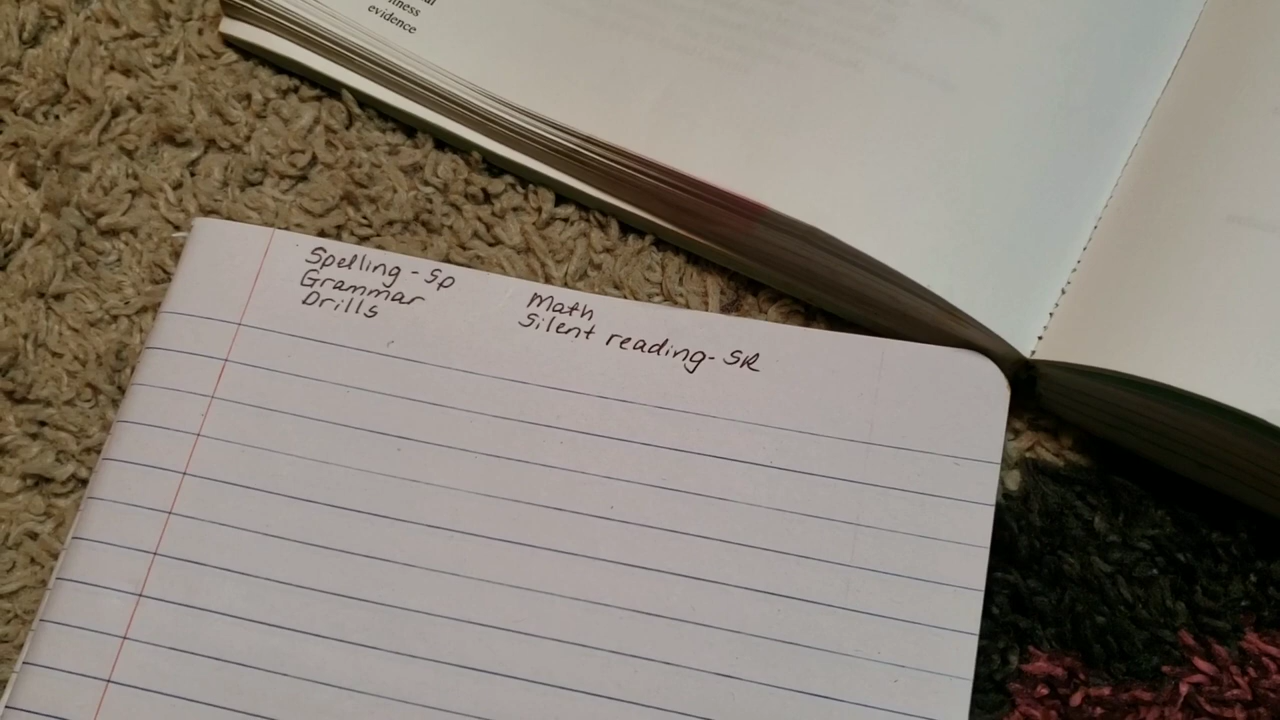 evidence
Spelling - Sp
Grammar
Drills
Math
Silent reading - SR